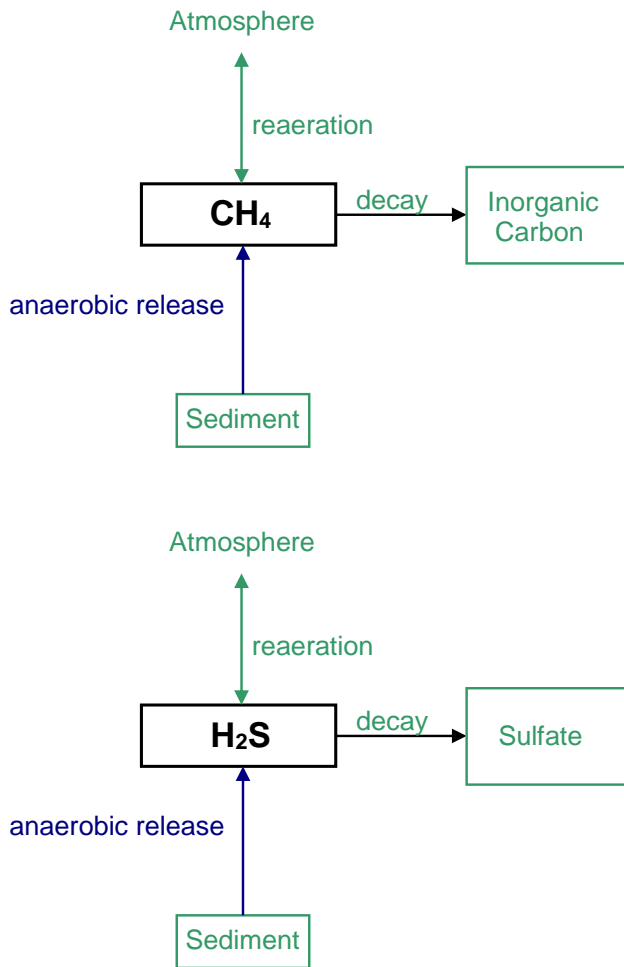 Atmosphere
reaeration
CH₄
decay
Inorganic
Carbon
anaerobic release
Sediment
Atmosphere
reaeration
H₂S
decay
Sulfate
anaerobic release
Sediment